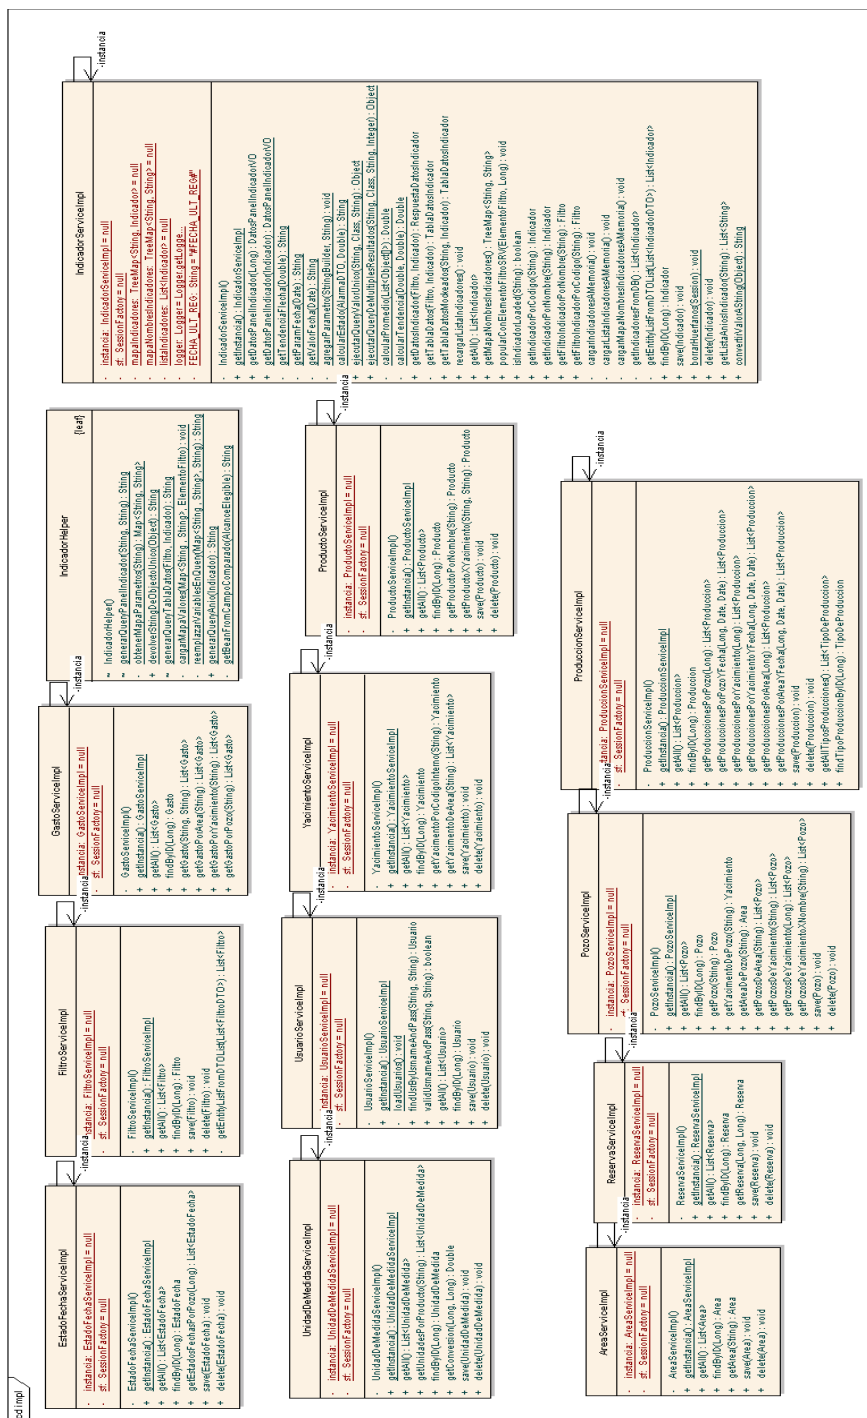 od Impl
EstadoFechaServiceImpl
- instancia: EstadoFechaServiceImpl = null
- sf: SessionFactory = null
- EstadoFechaServiceImpl()
+ getInstancia() : EstadoFechaServiceImpl
+ getAll() : List<EstadoFecha>
+ findByID(Long) : EstadoFecha
+ getEstadosFechasPorPozo(Long) : List<EstadoFecha>
+ save(EstadoFecha) : void
+ delete(EstadoFecha) : void
-instancia
FiltroServiceImpl
nstancia: FiltroServiceImpl = null
sf: SessionFactory = null
- FiltroServiceImpl()
+ getInstancia() : FiltroServiceImpl
+ getAll() : List<Filtro>
+ findByID(Long) : Filtro
+ save(Filtro) : void
+ delete(Filtro) : void
- getEntityListFromDTOList(List<FiltroDTO>) : List<Filtro>
-instancia
GastoServiceImpl
nstancia: GastoServiceImpl = null
sf: SessionFactory = null
- GastoServiceImpl()
+ getInstancia() : GastoServiceImpl
+ getAll() : List<Gasto>
+ findByID(Long) : Gasto
+ getGasto(String, String) : List<Gasto>
+ getGastoPorArea(String) : List<Gasto>
+ getGastoPorYacimiento(String) : List<Gasto>
+ getGastoPorPozo(String) : List<Gasto>
-instancia
IndicadorHelper
{leaf}
~ IndicadorHelper()
~ generarQueryPanelIndicador(String, String) : String
- obtenerMapaParametros(String) : Map<String, String>
+ devolverStringDeObjectoUnico(Object) : String
~ generarQueryTablaDatos(Filtro, Indicador) : String
- cargarMapaValores(Map<String, String>, ElementoFiltro) : void
- reemplazarVariablesEnQuery(Map<String, String>, String) : String
+ generarQueryAnio(Indicador) : String
+ getBeanFromCampoComparado(AlcanceElegible) : String
IndicadorServiceImpl
- instancia: IndicadorServiceImpl = null
- sf: SessionFactory = null
- mapaIndicadores: TreeMap<String, Indicador> = null
- mapaNombresIndicadores: TreeMap<String, String> = null
- listaIndicadores: List<Indicador> = null
- logger: Logger = Logger.getLogge...
- FECHA_ULT_REG: String = "#FECHA_ULT_REG#"
- IndicadorServiceImpl()
+ getInstancia() : IndicadorServiceImpl
+ getDatosPanelIndicador(Long) : DatosPanelIndicadorVO
+ getDatosPanelIndicador(Indicador) : DatosPanelIndicadorVO
- getTendenciaFecha(Double) : String
- getParamFecha(Date) : String
- getValorFecha(Date) : String
- agregarParametro(StringBuilder, String) : void
- calcularEstado(AlarmaDTO, Double) : String
+ ejecutarQueryValorUnico(String, Class, String) : Object
+ ejecutarQueryDeMultiplesResultados(String, Class, String, Integer) : Object
- calcularPromedio(List<Object[]>) : Double
- calcularTendencia(Double, Double) : Double
+ getDatosIndicador(Filtro, Indicador) : RespuestaDatosIndicador
+ getTablaDatos(Filtro, Indicador) : TablaDatosIndicador
+ getTablaDatosMockeados(String, Indicador) : TablaDatosIndicador
+ recargarListaIndicadores() : void
+ getAll() : List<Indicador>
+ getMapaNombresIndicadores() : TreeMap<String, String>
- popularConElementoFiltroSRV(ElementoFiltro, Long) : void
- isIndicadorLoaded(String) : boolean
+ getIndicadorPorCodigo(String) : Indicador
+ getIndicadorPorNombre(String) : Indicador
+ getFiltroIndicadorPorNombre(String) : Filtro
+ getFiltroIndicadorPorCodigo(String) : Filtro
- cargarIndicadoresAMemoria() : void
- cargarListaIndicadoresAMemoria() : void
- cargarMapaNombresIndicadoresAMemoria() : void
- getIndicadoresFromDB() : List<Indicador>
+ getEntityListFromDTOList(List<IndicadorDTO>) : List<Indicador>
+ findByID(Long) : Indicador
+ save(Indicador) : void
- borrarHuerfanos(Session) : void
+ delete(Indicador) : void
+ getListaAniosIndicador(String) : List<String>
+ convertirValorAString(Object) : String
-instancia
UnidadDeMedidaServiceImpl
- instancia: UnidadDeMedidaServiceImpl = null
- sf: SessionFactory = null
- UnidadDeMedidaServiceImpl()
+ getInstancia() : UnidadDeMedidaServiceImpl
+ getAll() : List<UnidadDeMedida>
+ getUnidadesPorProducto(String) : List<UnidadDeMedida>
+ findByID(Long) : UnidadDeMedida
+ getConversion(Long, Long) : Double
+ save(UnidadDeMedida) : void
+ delete(UnidadDeMedida) : void
-instancia
UsuarioServiceImpl
nstancia: UsuarioServiceImpl = null
sf: SessionFactory = null
- UsuarioServiceImpl()
+ getInstancia() : UsuarioServiceImpl
- loadUsuarios() : void
+ findUsrByUsrnameAndPass(String, String) : Usuario
+ validUsrnameAndPass(String, String) : boolean
+ getAll() : List<Usuario>
+ findByID(Long) : Usuario
+ save(Usuario) : void
+ delete(Usuario) : void
-instancia
YacimientoServiceImpl
- instancia: YacimientoServiceImpl = null
- sf: SessionFactory = null
- YacimientoServiceImpl()
+ getInstancia() : YacimientoServiceImpl
+ getAll() : List<Yacimiento>
+ findByID(Long) : Yacimiento
+ getYacimientoPorCodigoInterno(String) : Yacimiento
+ getYacimientoDeArea(String) : List<Yacimiento>
+ save(Yacimiento) : void
+ delete(Yacimiento) : void
-instancia
ProductoServiceImpl
- instancia: ProductoServiceImpl = null
- sf: SessionFactory = null
- ProductoServiceImpl()
+ getInstancia() : ProductoServiceImpl
+ getAll() : List<Producto>
+ findByID(Long) : Producto
+ getProductoPorNombre(String) : Producto
+ getProductoXYacimiento(String, String) : Producto
+ save(Producto) : void
+ delete(Producto) : void
-instancia
AreaServiceImpl
- instancia: AreaServiceImpl = null
- sf: SessionFactory = null
- AreaServiceImpl()
+ getInstancia() : AreaServiceImpl
+ getAll() : List<Area>
+ findByID(Long) : Area
+ getArea(String) : Area
+ save(Area) : void
+ delete(Area) : void
-instancia
ReservaServiceImpl
- instancia: ReservaServiceImpl = null
- sf: SessionFactory = null
- ReservaServiceImpl()
+ getInstancia() : ReservaServiceImpl
+ getAll() : List<Reserva>
+ findByID(Long) : Reserva
+ getReserva(Long, Long) : Reserva
+ save(Reserva) : void
+ delete(Reserva) : void
-instancia
PozoServiceImpl
- instancia: PozoServiceImpl = null
- sf: SessionFactory = null
- PozoServiceImpl()
+ getInstancia() : PozoServiceImpl
+ getAll() : List<Pozo>
+ findByID(Long) : Pozo
+ getPozo(String) : Pozo
+ getYacimientoDePozo(String) : Yacimiento
+ getAreaDePozo(String) : Area
+ getPozosDeArea(String) : List<Pozo>
+ getPozosDeYacimiento(String) : List<Pozo>
+ getPozosDeYacimiento(Long) : List<Pozo>
+ getPozosDeYacimientoXNombre(String) : List<Pozo>
+ save(Pozo) : void
+ delete(Pozo) : void
-instancia
ProduccionServiceImpl
stancia: ProduccionServiceImpl = null
sf: SessionFactory = null
- ProduccionServiceImpl()
+ getInstancia() : ProduccionServiceImpl
+ getAll() : List<Produccion>
+ findByID(Long) : Produccion
+ getProduccionesPorPozo(Long) : List<Produccion>
+ getProduccionesPorPozoYFecha(Long, Date, Date) : List<Produccion>
+ getProduccionesPorYacimiento(Long) : List<Produccion>
+ getProduccionesPorYacimientoYFecha(Long, Date, Date) : List<Produccion>
+ getProduccionesPorArea(Long) : List<Produccion>
+ getProduccionesPorAreaYFecha(Long, Date, Date) : List<Produccion>
+ save(Produccion) : void
+ delete(Produccion) : void
+ getAllTiposProducciones() : List<TipoDeProduccion>
+ findTipoProduccionByID(Long) : TipoDeProduccion
-instancia